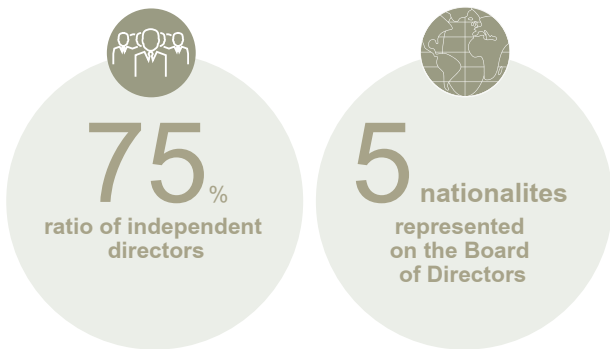 75%
ratio of independent
directors
5 nationalites
represented
on the Board
of Directors